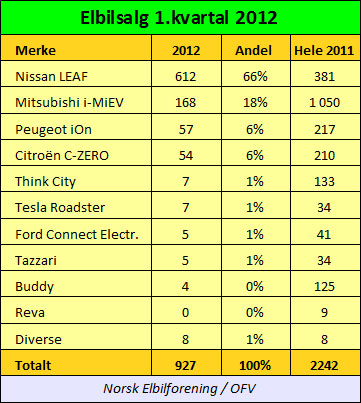 Elbilsalg 1.kvartal 2012
Merke 2012 Andel Hele 2011
Nissan LEAF 612 66% 381
Mitsubishi i-MiEV 168 18% 1 050
Peugeot iOn 57 6% 217
Citroën C-ZERO 54 6% 210
Think City 7 1% 133
Tesla Roadster 7 1% 34
Ford Connect Electr. 5 1% 41
Tazzari 5 1% 34
Buddy 4 0% 125
Reva 0 0% 9
Diverse 8 1% 8
Totalt 927 100% 2242
Norsk Elbilforening / OFV